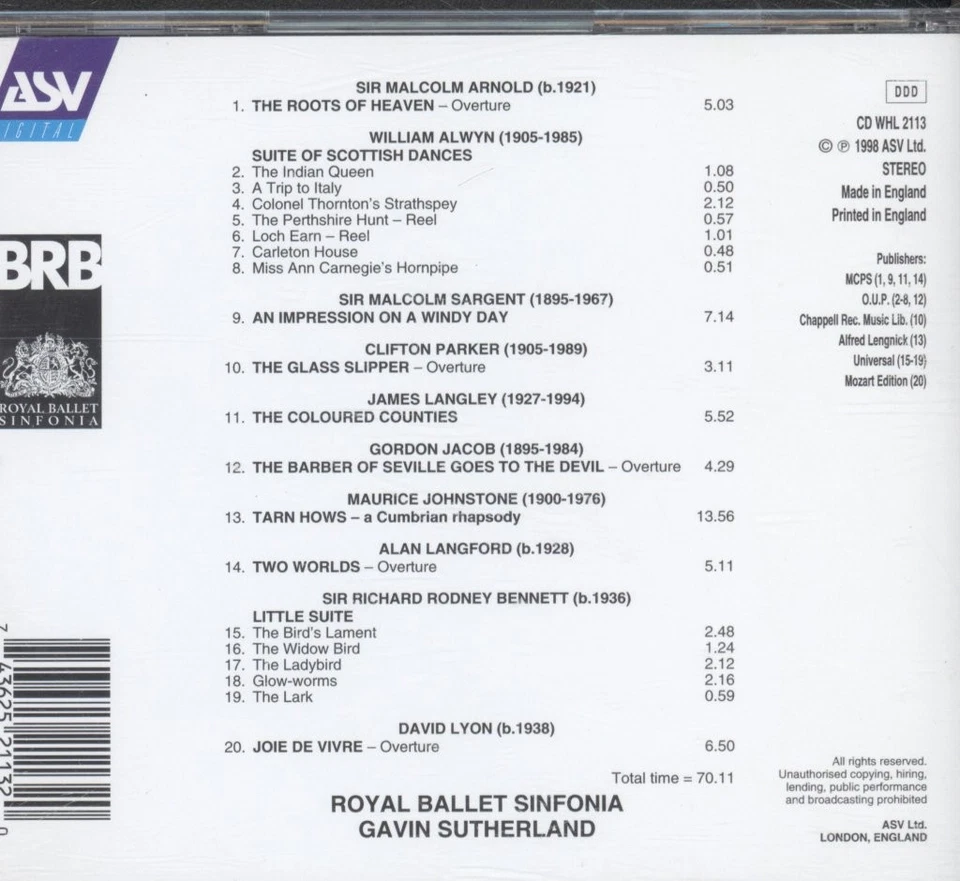 ASV
DIGITAL
BRB
ROYAL BALLET
SINFONIA
SIR MALCOLM ARNOLD (b.1921)
1. THE ROOTS OF HEAVEN – Overture 5.03
WILLIAM ALWYN (1905-1985)
SUITE OF SCOTTISH DANCES
2. The Indian Queen 1.08
3. A Trip to Italy 0.50
4. Colonel Thornton's Strathspey 2.12
5. The Perthshire Hunt – Reel 0.57
6. Loch Earn – Reel 1.01
7. Carleton House 0.48
8. Miss Ann Carnegie's Hornpipe 0.51
SIR MALCOLM SARGENT (1895-1967)
9. AN IMPRESSION ON A WINDY DAY 7.14
CLIFTON PARKER (1905-1989)
10. THE GLASS SLIPPER – Overture 3.11
JAMES LANGLEY (1927-1994)
11. THE COLOURED COUNTIES 5.52
GORDON JACOB (1895-1984)
12. THE BARBER OF SEVILLE GOES TO THE DEVIL – Overture 4.29
MAURICE JOHNSTONE (1900-1976)
13. TARN HOWS – a Cumbrian rhapsody 13.56
ALAN LANGFORD (b.1928)
14. TWO WORLDS – Overture 5.11
SIR RICHARD RODNEY BENNETT (b.1936)
LITTLE SUITE
15. The Bird's Lament 2.48
16. The Widow Bird 1.24
17. The Ladybird 2.12
18. Glow-worms 2.16
19. The Lark 0.59
DAVID LYON (b.1938)
20. JOIE DE VIVRE – Overture 6.50
Total time = 70.11
ROYAL BALLET SINFONIA
GAVIN SUTHERLAND
DDD
CD WHL 2113
© ℗ 1998 ASV Ltd.
STEREO
Made in England
Printed in England
Publishers:
MCPS (1, 9, 11, 14)
O.U.P. (2-8, 12)
Chappell Rec. Music Lib. (10)
Alfred Lengnick (13)
Universal (15-19)
Mozart Edition (20)
All rights reserved.
Unauthorised copying, hiring,
lending, public performance
and broadcasting prohibited
ASV Ltd.
LONDON, ENGLAND
7 43625 21132 0